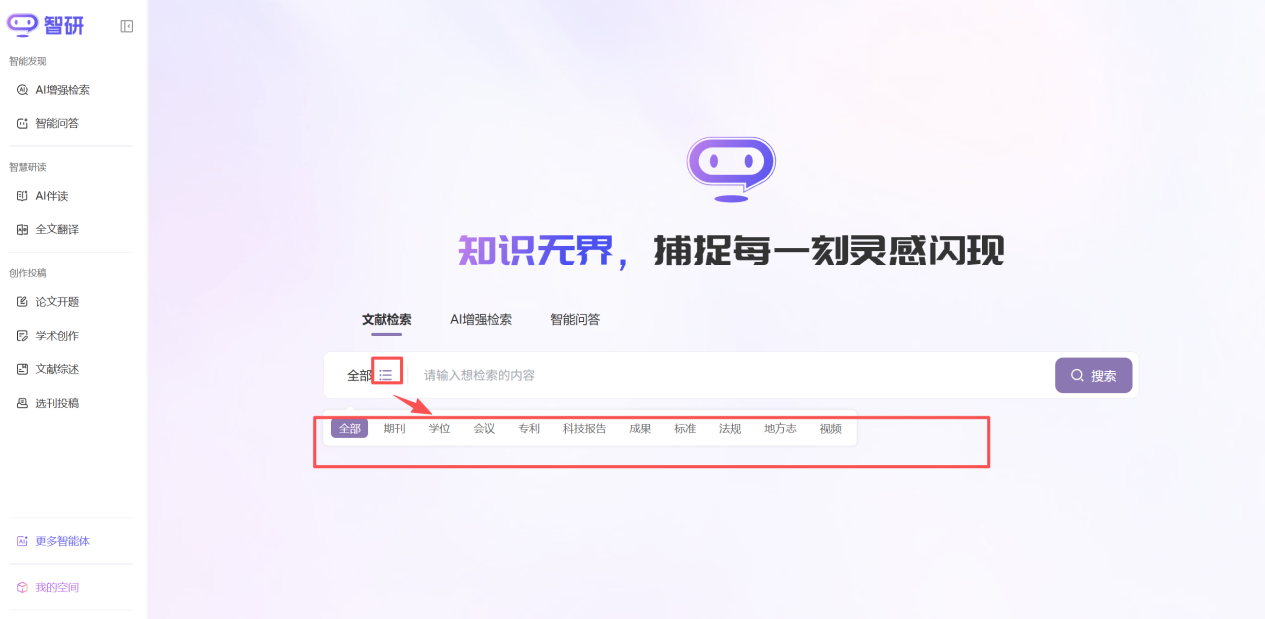 智研
智能发现
AI增强检索
智能问答
智慧研读
AI伴读
全文翻译
创作投稿
论文开题
学术创作
文献综述
选刊投稿
更多智能体
我的空间
知识无界，捕捉每一刻灵感闪现
文献检索 AI增强检索 智能问答
全部 请输入想检索的内容 搜索
全部 期刊 学位 会议 专利 科技报告 成果 标准 法规 地方志 视频